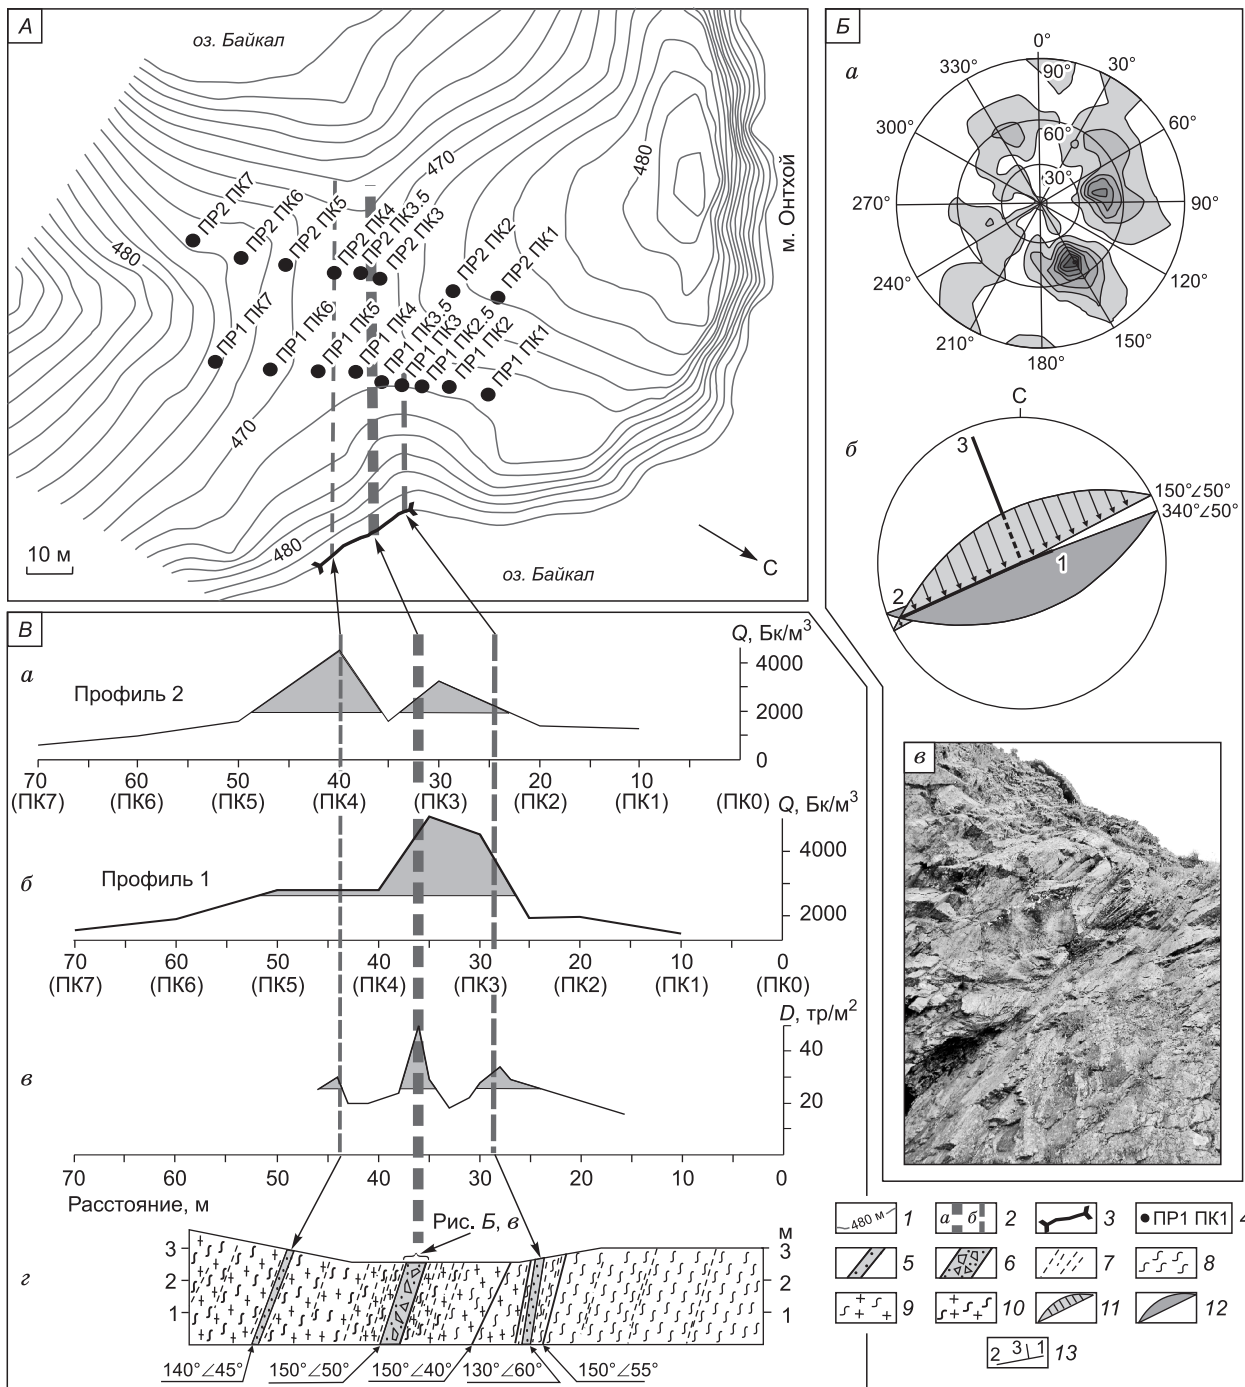 А
оз. Байкал
480
470
м. Онтхой
480
ПР2 ПК7
ПР2 ПК6
ПР2 ПК5
ПР2 ПК4
ПР2 ПК3.5
ПР2 ПК3
ПР2 ПК2
ПР2 ПК1
ПР1 ПК7
ПР1 ПК6
ПР1 ПК5
ПР1 ПК4
ПР1 ПК3.5
ПР1 ПК3
ПР1 ПК2.5
ПР1 ПК2
ПР1 ПК1
470
480
10 м
оз. Байкал
С
Б
а
0°
330° 90° 30°
300° 60° 60°
30°
270° 90°
240° 120°
210° 150°
180°
С
б
3
150°∠50°
340°∠50°
1
2
в
В
а
Q, Бк/м³
4000
Профиль 2
2000
0
70 60 50 40 30 20 10
(ПК7) (ПК6) (ПК5) (ПК4) (ПК3) (ПК2) (ПК1) (ПК0)
Q, Бк/м³
4000
б
Профиль 1
2000
70 60 50 40 30 20 10 0
(ПК7) (ПК6) (ПК5) (ПК4) (ПК3) (ПК2) (ПК1) (ПК0)
D, тр/м²
40
в
20
70 60 50 40 30 20 10 0
Расстояние, м
Рис. Б, в
м
3 3
г
2 2
1 1
140°∠45° 150°∠50° 150°∠40° 130°∠60° 150°∠55°
480 м 1 а б 2 3 ПР1 ПК1 4
5 6 7 8
9 10 11 12
2 3 1 13